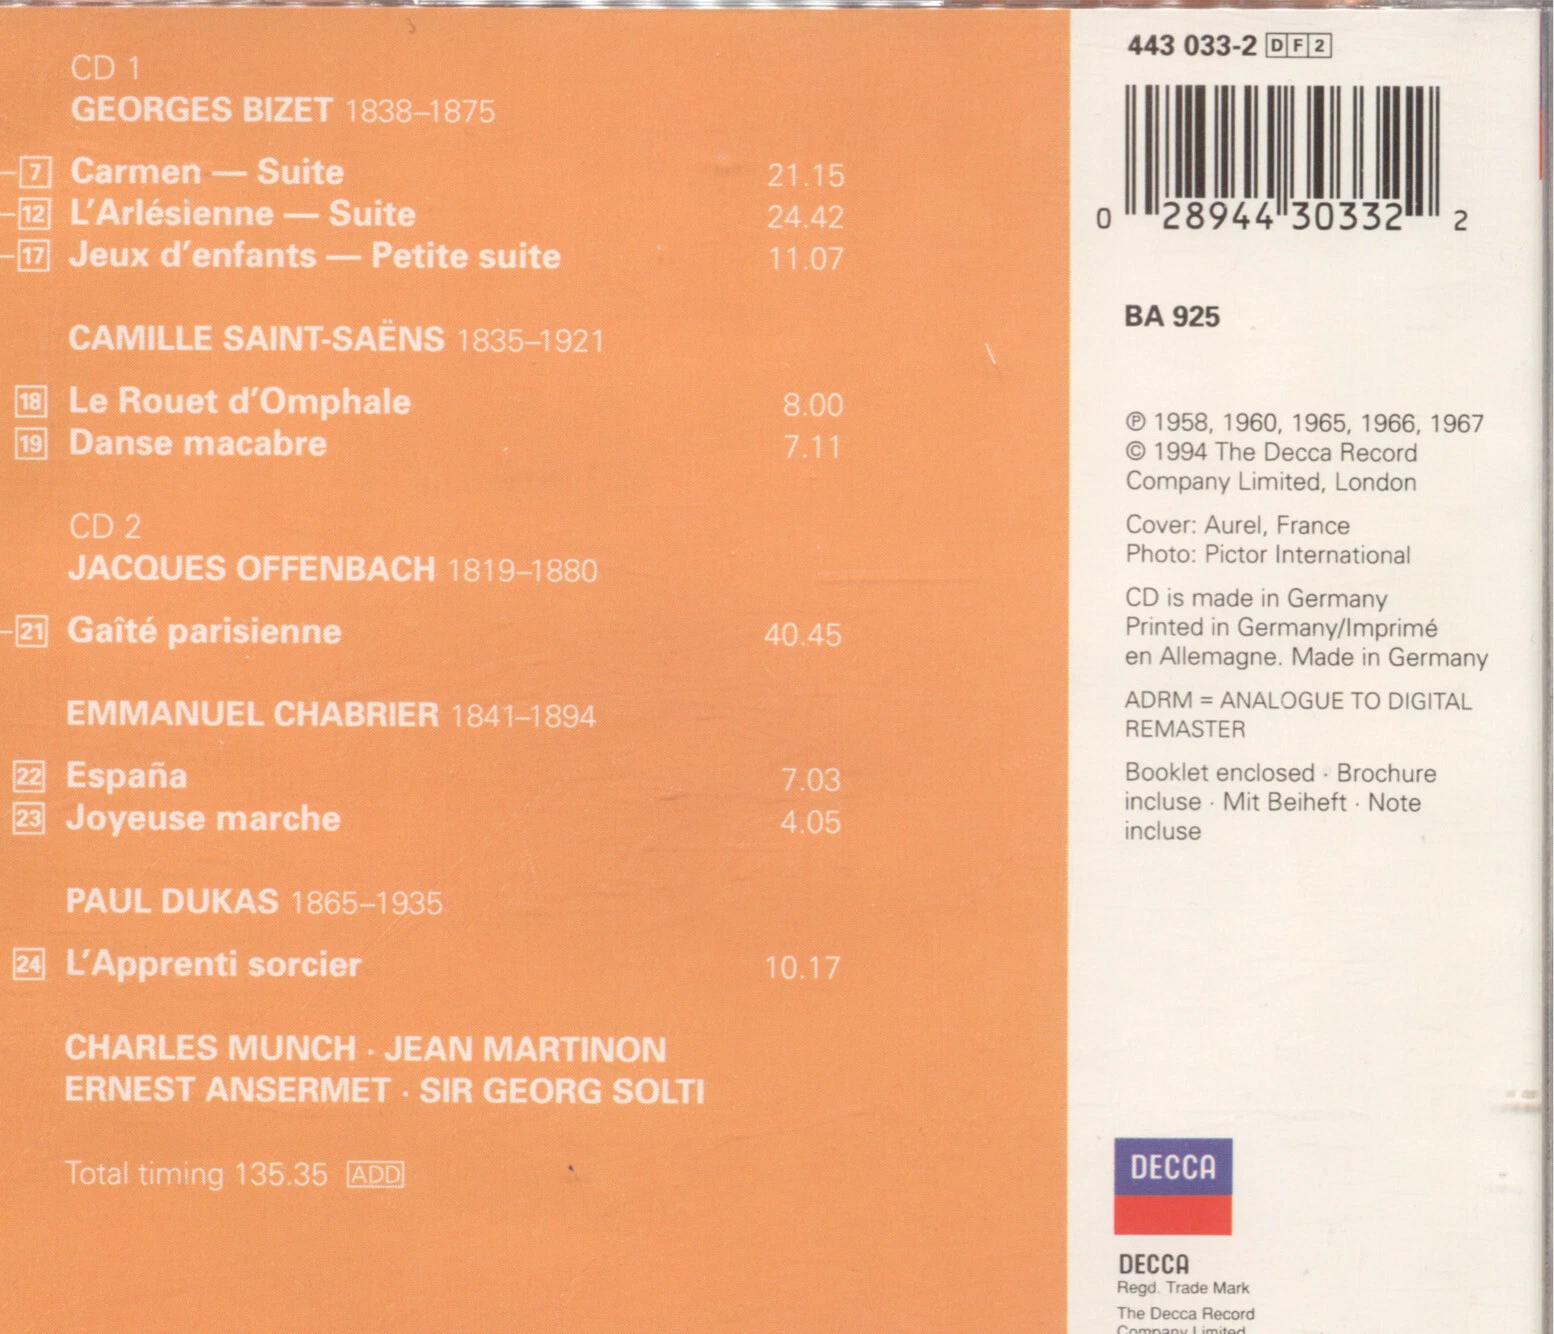 CD 1
GEORGES BIZET 1838–1875
–7 Carmen — Suite 21.15
–12 L'Arlésienne — Suite 24.42
–17 Jeux d'enfants — Petite suite 11.07
CAMILLE SAINT-SAËNS 1835–1921
18 Le Rouet d'Omphale 8.00
19 Danse macabre 7.11
CD 2
JACQUES OFFENBACH 1819–1880
–21 Gaîté parisienne 40.45
EMMANUEL CHABRIER 1841–1894
22 España 7.03
23 Joyeuse marche 4.05
PAUL DUKAS 1865–1935
24 L'Apprenti sorcier 10.17
CHARLES MUNCH · JEAN MARTINON
ERNEST ANSERMET · SIR GEORG SOLTI
Total timing 135.35 ADD
443 033-2 D F 2
0 28944 30332 2
BA 925
℗ 1958, 1960, 1965, 1966, 1967
© 1994 The Decca Record
Company Limited, London
Cover: Aurel, France
Photo: Pictor International
CD is made in Germany
Printed in Germany/Imprimé
en Allemagne. Made in Germany
ADRM = ANALOGUE TO DIGITAL
REMASTER
Booklet enclosed · Brochure
incluse · Mit Beiheft · Note
incluse
DECCA
DECCA
Regd. Trade Mark
The Decca Record
Company Limited